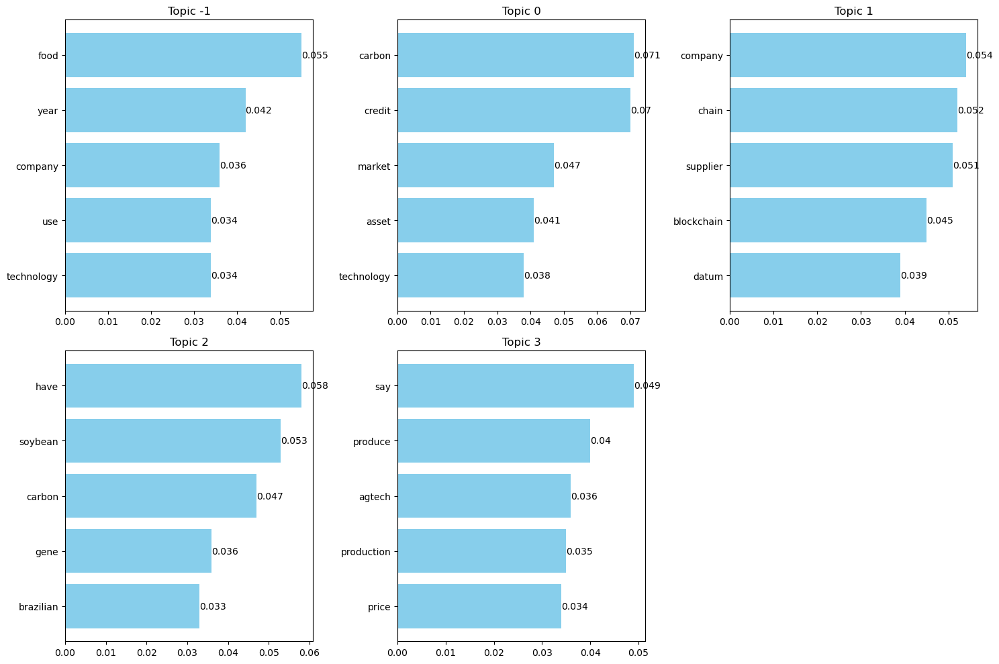 Topic -1
food 0.055
year 0.042
company 0.036
use 0.034
technology 0.034
0.00 0.01 0.02 0.03 0.04 0.05
Topic 0
carbon 0.071
credit 0.07
market 0.047
asset 0.041
technology 0.038
0.00 0.01 0.02 0.03 0.04 0.05 0.06 0.07
Topic 1
company 0.054
chain 0.052
supplier 0.051
blockchain 0.045
datum 0.039
0.00 0.01 0.02 0.03 0.04 0.05
Topic 2
have 0.058
soybean 0.053
carbon 0.047
gene 0.036
brazilian 0.033
0.00 0.01 0.02 0.03 0.04 0.05 0.06
Topic 3
say 0.049
produce 0.04
agtech 0.036
production 0.035
price 0.034
0.00 0.01 0.02 0.03 0.04 0.05